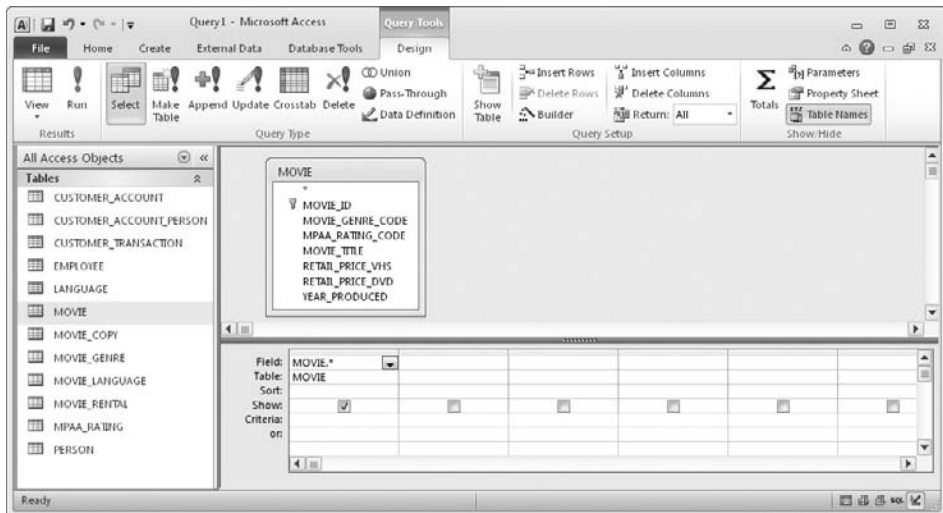 Query1 - Microsoft Access
Query Tools
File Home Create External Data Database Tools Design
View
Run
Select
Make Table
Append
Update
Crosstab
Delete
Union
Pass-Through
Data Definition
Show Table
Insert Rows
Delete Rows
Builder
Insert Columns
Delete Columns
Return: All
Totals
Parameters
Property Sheet
Table Names
Results
Query Type
Query Setup
Show/Hide
All Access Objects
Tables
CUSTOMER_ACCOUNT
CUSTOMER_ACCOUNT_PERSON
CUSTOMER_TRANSACTION
EMPLOYEE
LANGUAGE
MOVIE
MOVIE_COPY
MOVIE_GENRE
MOVIE_LANGUAGE
MOVIE_RENTAL
MPAA_RATING
PERSON
MOVIE
*
MOVIE_ID
MOVIE_GENRE_CODE
MPAA_RATING_CODE
MOVIE_TITLE
RETAIL_PRICE_VHS
RETAIL_PRICE_DVD
YEAR_PRODUCED
Field: MOVIE.*
Table: MOVIE
Sort:
Show:
Criteria:
or:
Ready
SQL